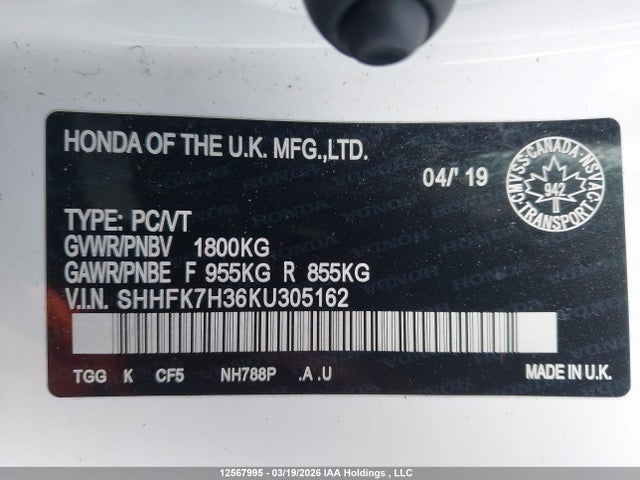 HONDA OF THE U.K. MFG.,LTD.
04/' 19
CMVSS-CANADA-NSVAC
942
TRANSPORT
TYPE: PC/VT
GVWR/PNBV 1800KG
GAWR/PNBE F 955KG R 855KG
V.I.N. SHHFK7H36KU305162
TGG K CF5 NH788P .A .U MADE IN U.K.
12567995 - 03/19/2026 IAA Holdings , LLC